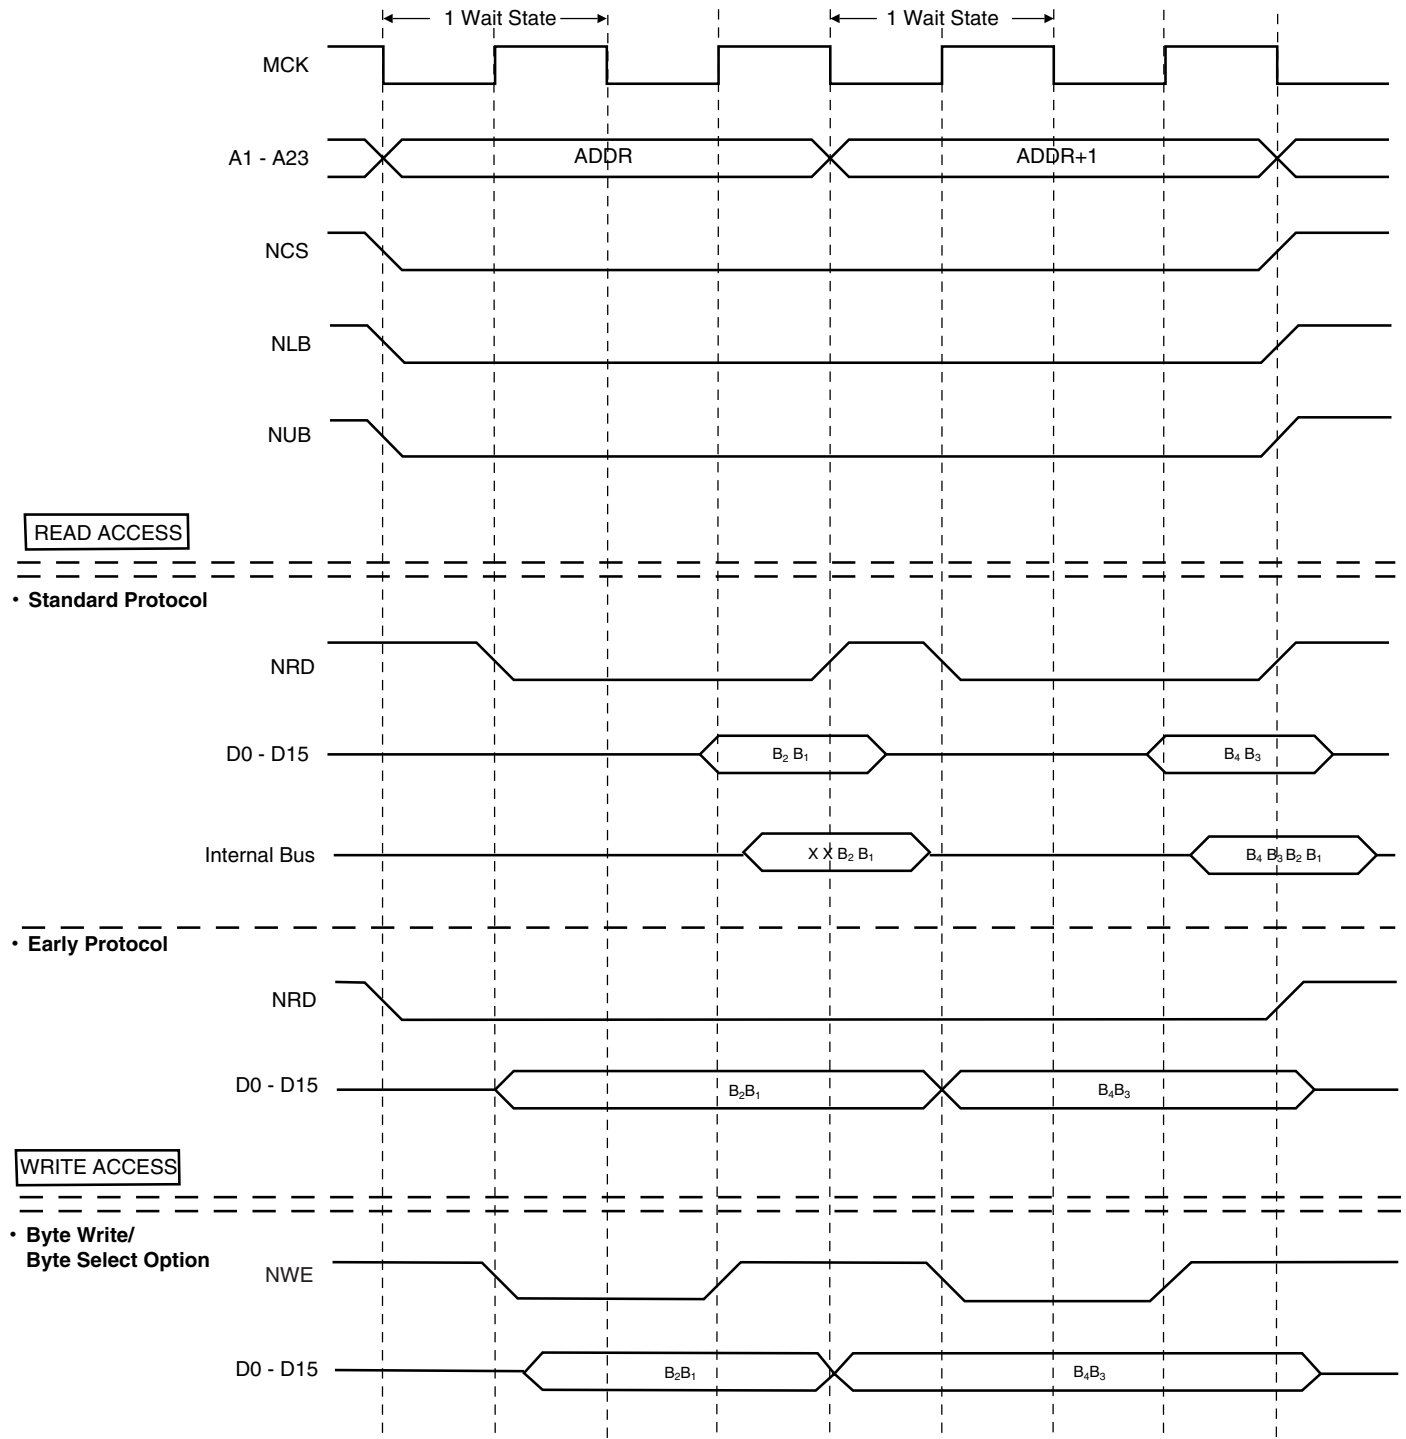 1 Wait State
1 Wait State
MCK
A1 - A23
ADDR
ADDR+1
NCS
NLB
NUB
READ ACCESS
• Standard Protocol
NRD
D0 - D15
B₂ B₁
B₄ B₃
Internal Bus
X X B₂ B₁
B₄ B₃ B₂ B₁
• Early Protocol
NRD
D0 - D15
B₂B₁
B₄B₃
WRITE ACCESS
• Byte Write/
Byte Select Option
NWE
D0 - D15
B₂B₁
B₄B₃